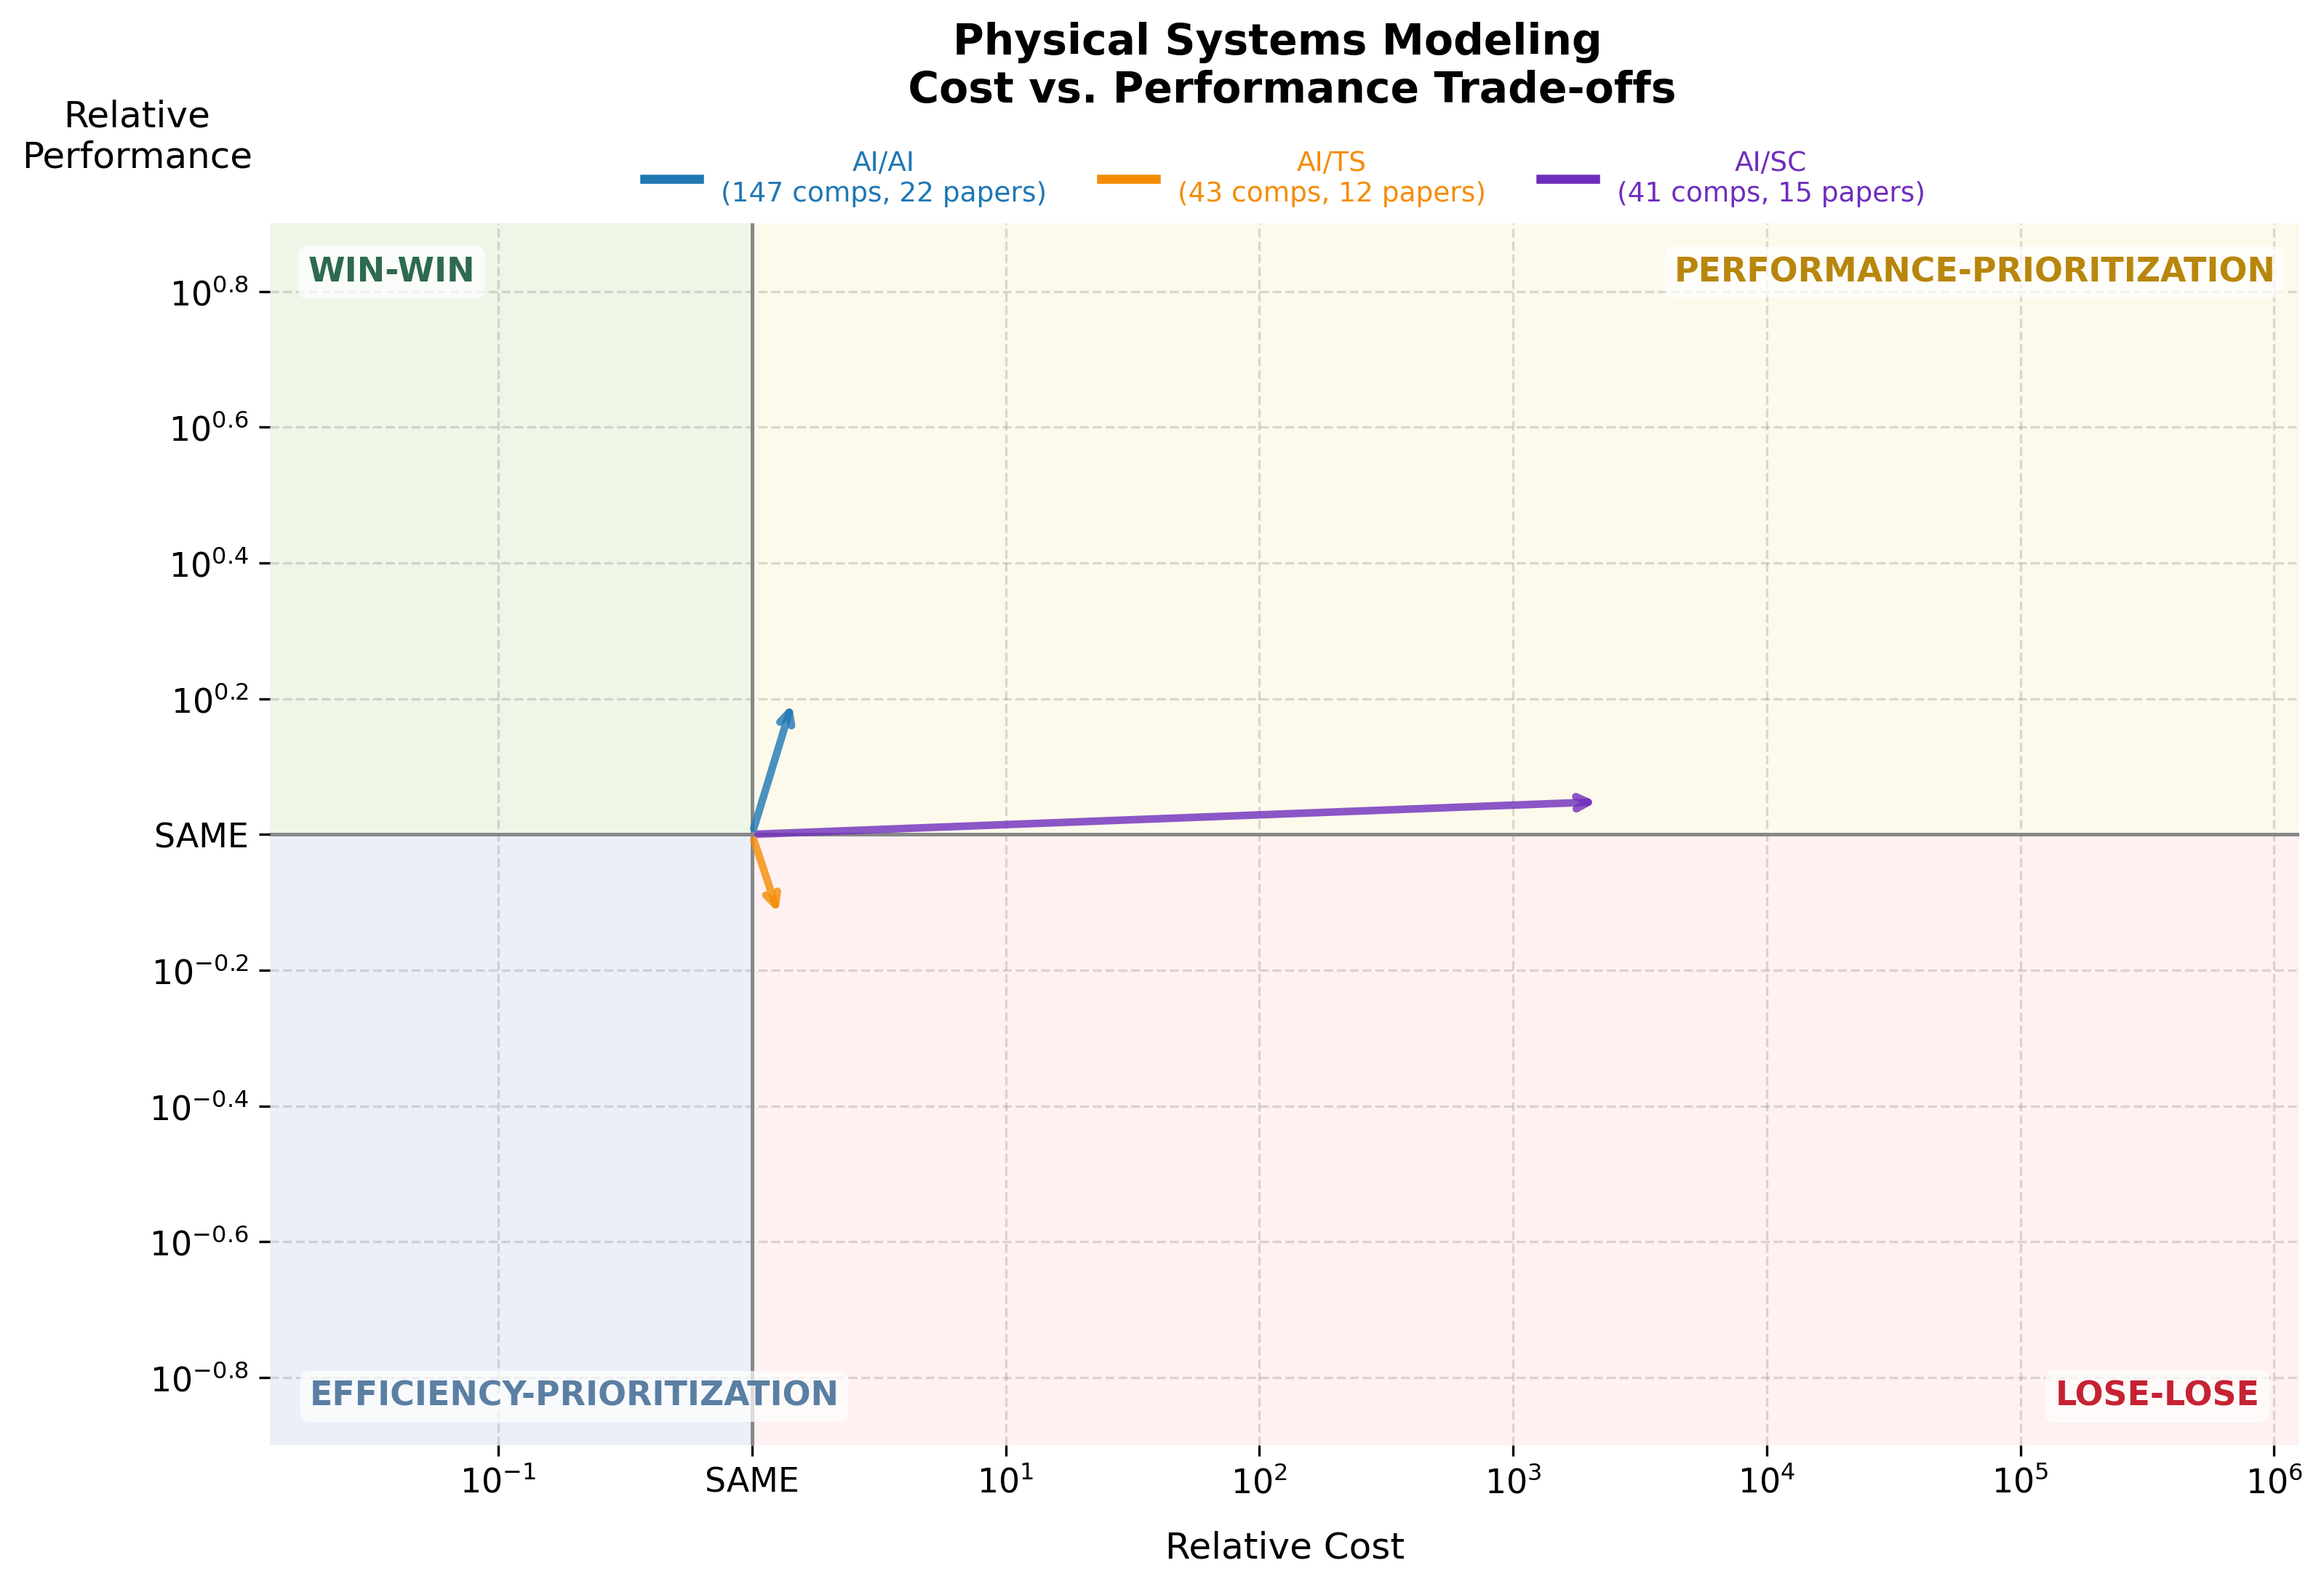 Physical Systems Modeling
Cost vs. Performance Trade-offs
Relative
Performance
AI/AI
(147 comps, 22 papers)
AI/TS
(43 comps, 12 papers)
AI/SC
(41 comps, 15 papers)
WIN-WIN
PERFORMANCE-PRIORITIZATION
10^0.8
10^0.6
10^0.4
10^0.2
SAME
10^−0.2
10^−0.4
10^−0.6
10^−0.8
EFFICIENCY-PRIORITIZATION
LOSE-LOSE
10^−1 SAME 10^1 10^2 10^3 10^4 10^5 10^6
Relative Cost